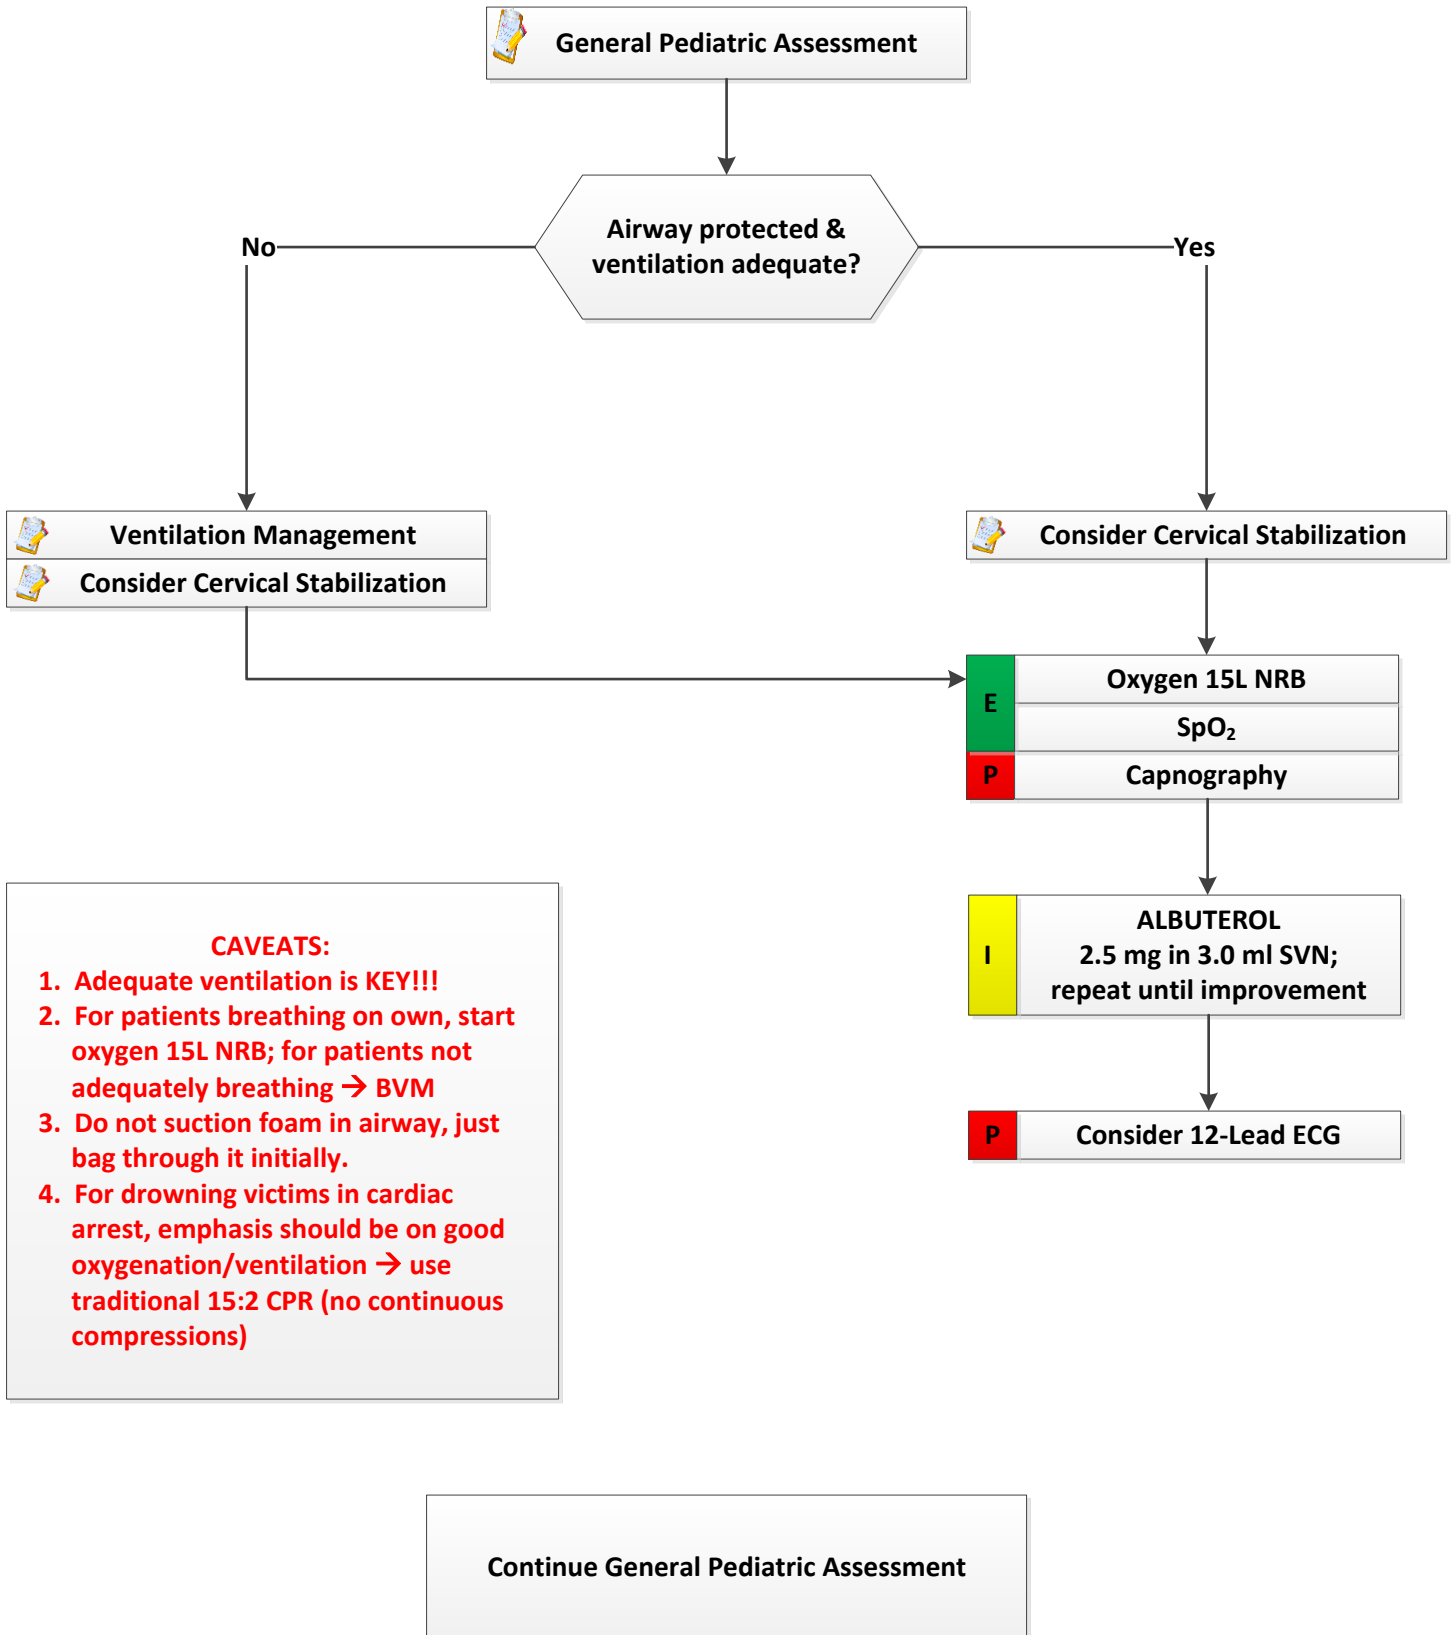 General Pediatric Assessment
Airway protected &
ventilation adequate?
No
Yes
Ventilation Management
Consider Cervical Stabilization
Consider Cervical Stabilization
E
Oxygen 15L NRB
SpO₂
P
Capnography
I
ALBUTEROL
2.5 mg in 3.0 ml SVN;
repeat until improvement
P
Consider 12-Lead ECG
CAVEATS:
1. Adequate ventilation is KEY!!!
2. For patients breathing on own, start
oxygen 15L NRB; for patients not
adequately breathing → BVM
3. Do not suction foam in airway, just
bag through it initially.
4. For drowning victims in cardiac
arrest, emphasis should be on good
oxygenation/ventilation → use
traditional 15:2 CPR (no continuous
compressions)
Continue General Pediatric Assessment